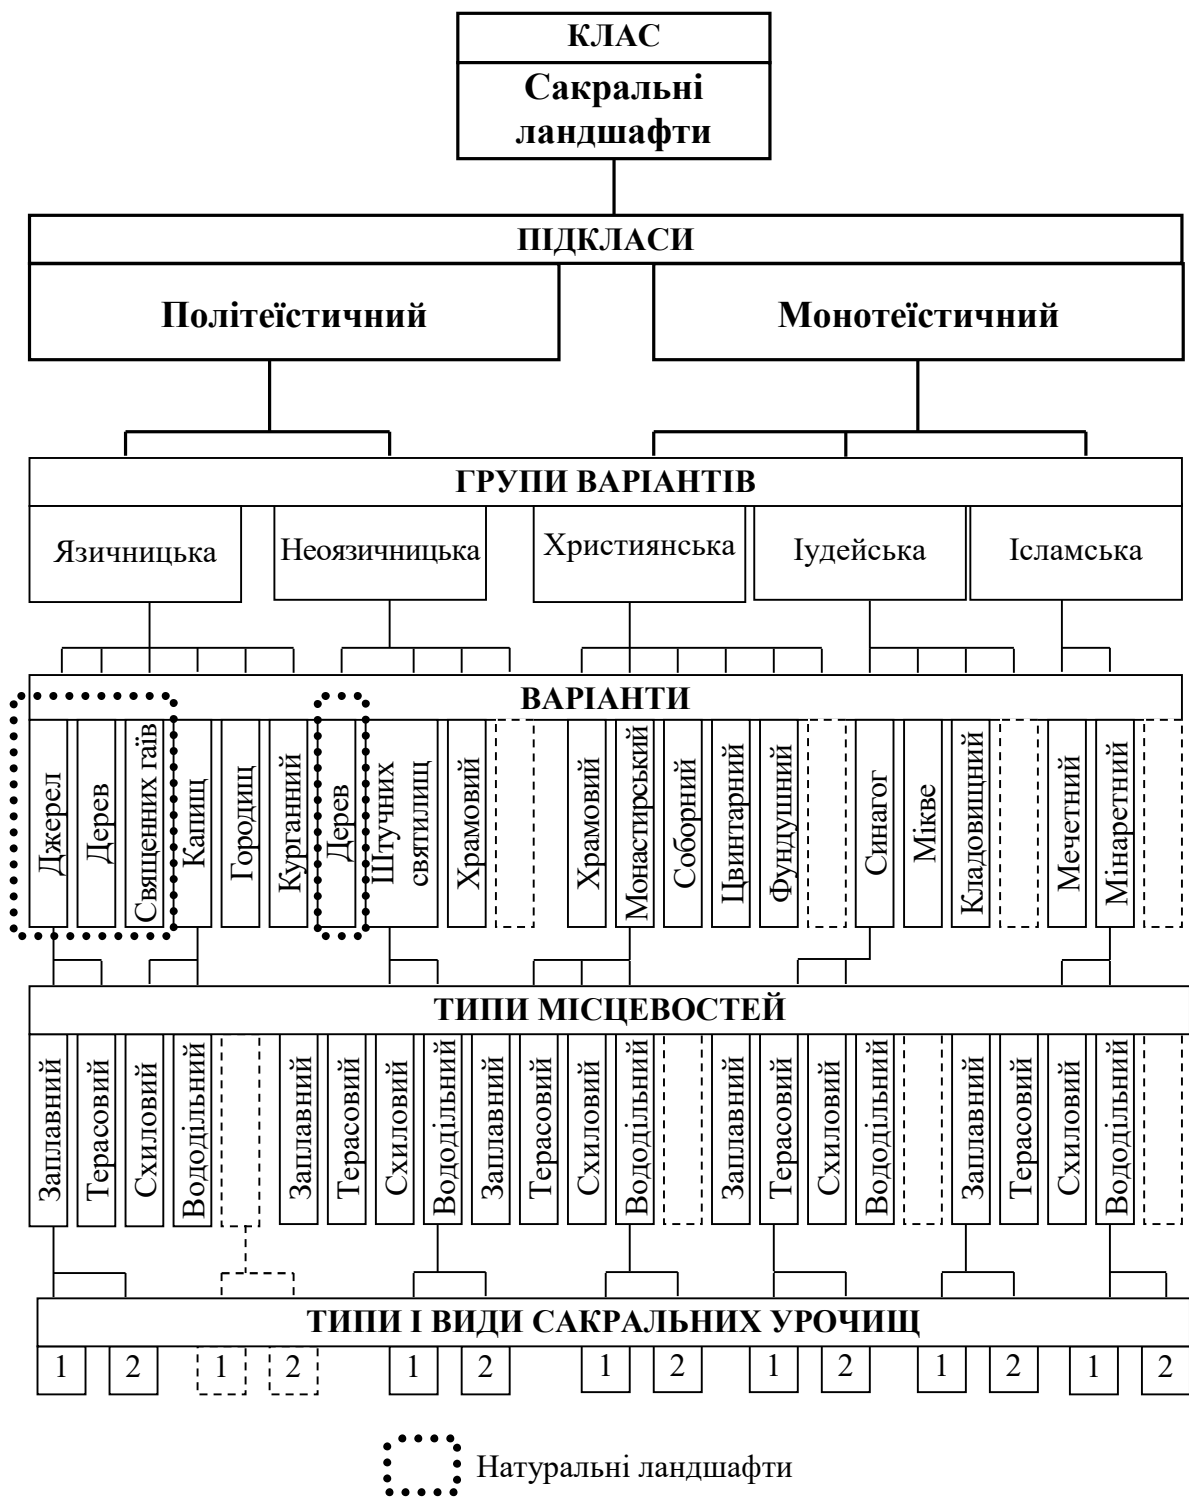 КЛАС
Сакральні
ландшафти
ПІДКЛАСИ
Політеїстичний
Монотеїстичний
ГРУПИ ВАРІАНТІВ
Язичницька
Неоязичницька
Християнська
Іудейська
Ісламська
ВАРІАНТИ
Джерел
Дерев
Священних гаїв
Капищ
Городищ
Курганний
Дерев
Штучних
святилищ
Храмовий
Храмовий
Монастирський
Соборний
Цвинтарний
Фундушний
Синагог
Мікве
Кладовищний
Мечетний
Мінаретний
ТИПИ МІСЦЕВОСТЕЙ
Заплавний
Терасовий
Схиловий
Вододільний
Заплавний
Терасовий
Схиловий
Вододільний
Заплавний
Терасовий
Схиловий
Вододільний
Заплавний
Терасовий
Схиловий
Вододільний
Заплавний
Терасовий
Схиловий
Вододільний
ТИПИ І ВИДИ САКРАЛЬНИХ УРОЧИЩ
1 2 1 2 1 2 1 2 1 2 1 2 1 2
Натуральні ландшафти